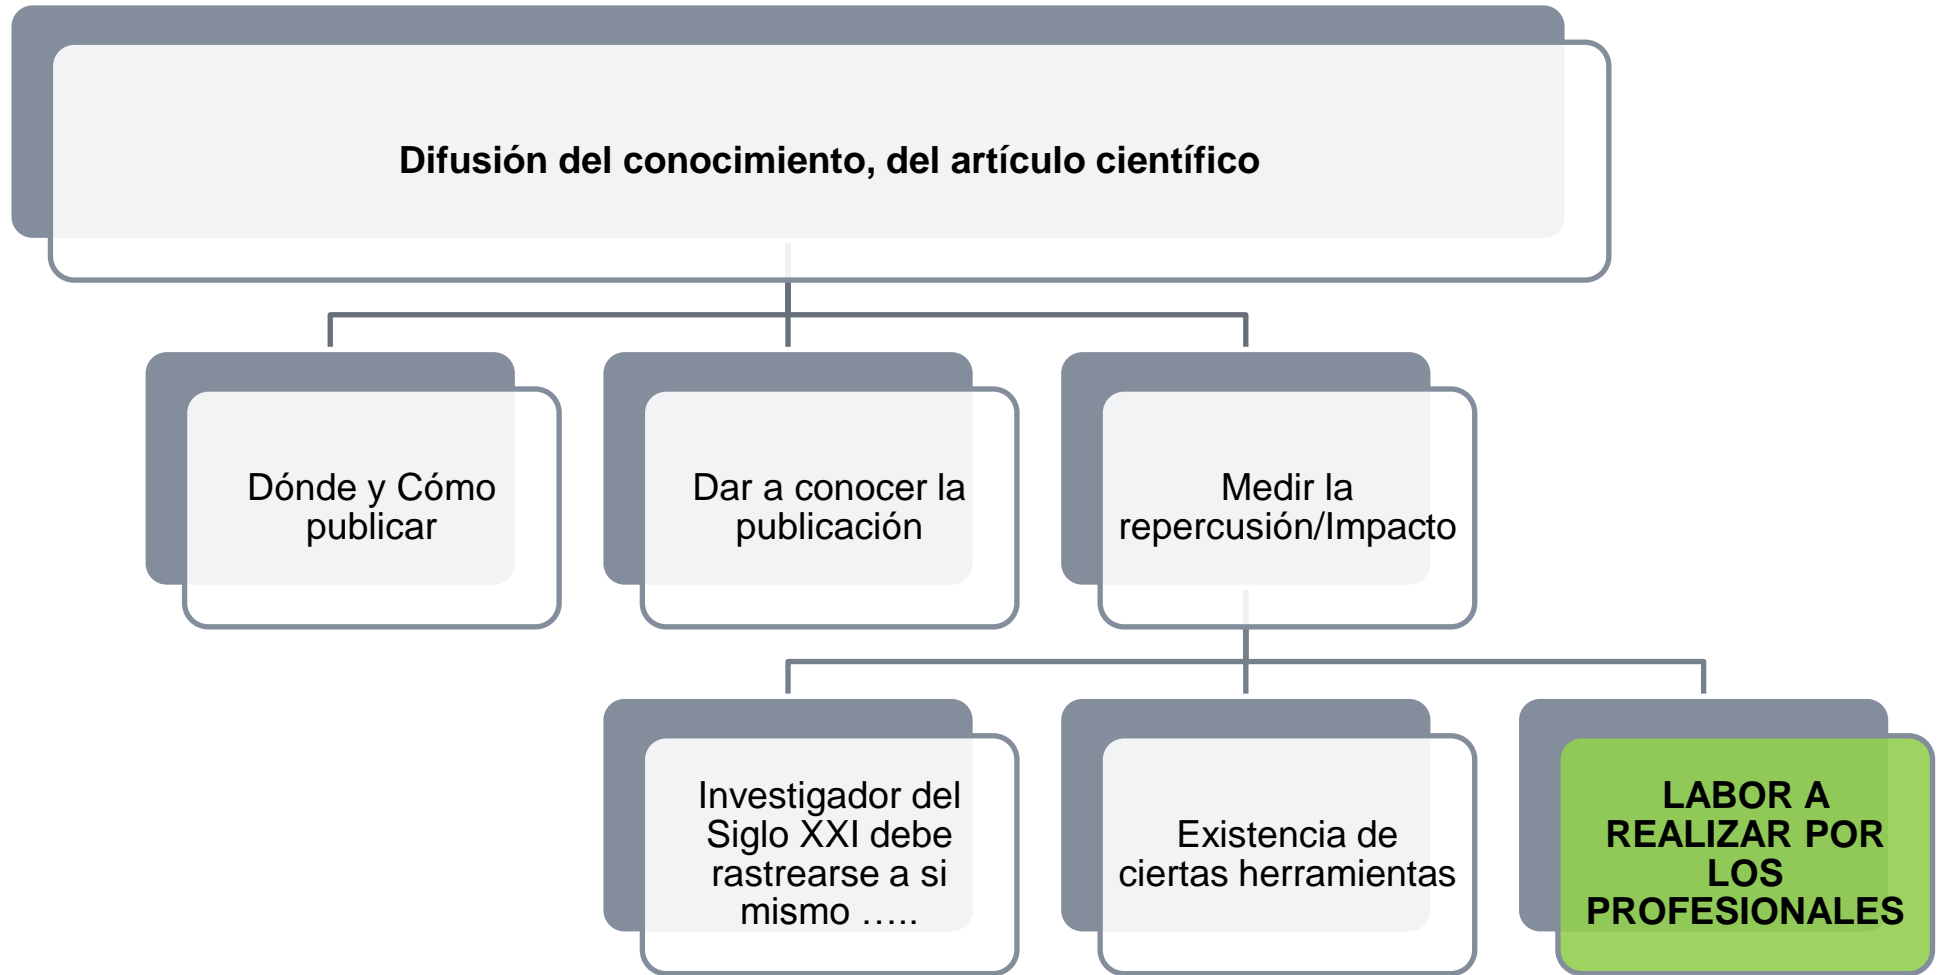 Difusión del conocimiento, del artículo científico
Dónde y Cómo
publicar
Dar a conocer la
publicación
Medir la
repercusión/Impacto
Investigador del
Siglo XXI debe
rastrearse a si
mismo …..
Existencia de
ciertas herramientas
LABOR A
REALIZAR POR
LOS
PROFESIONALES